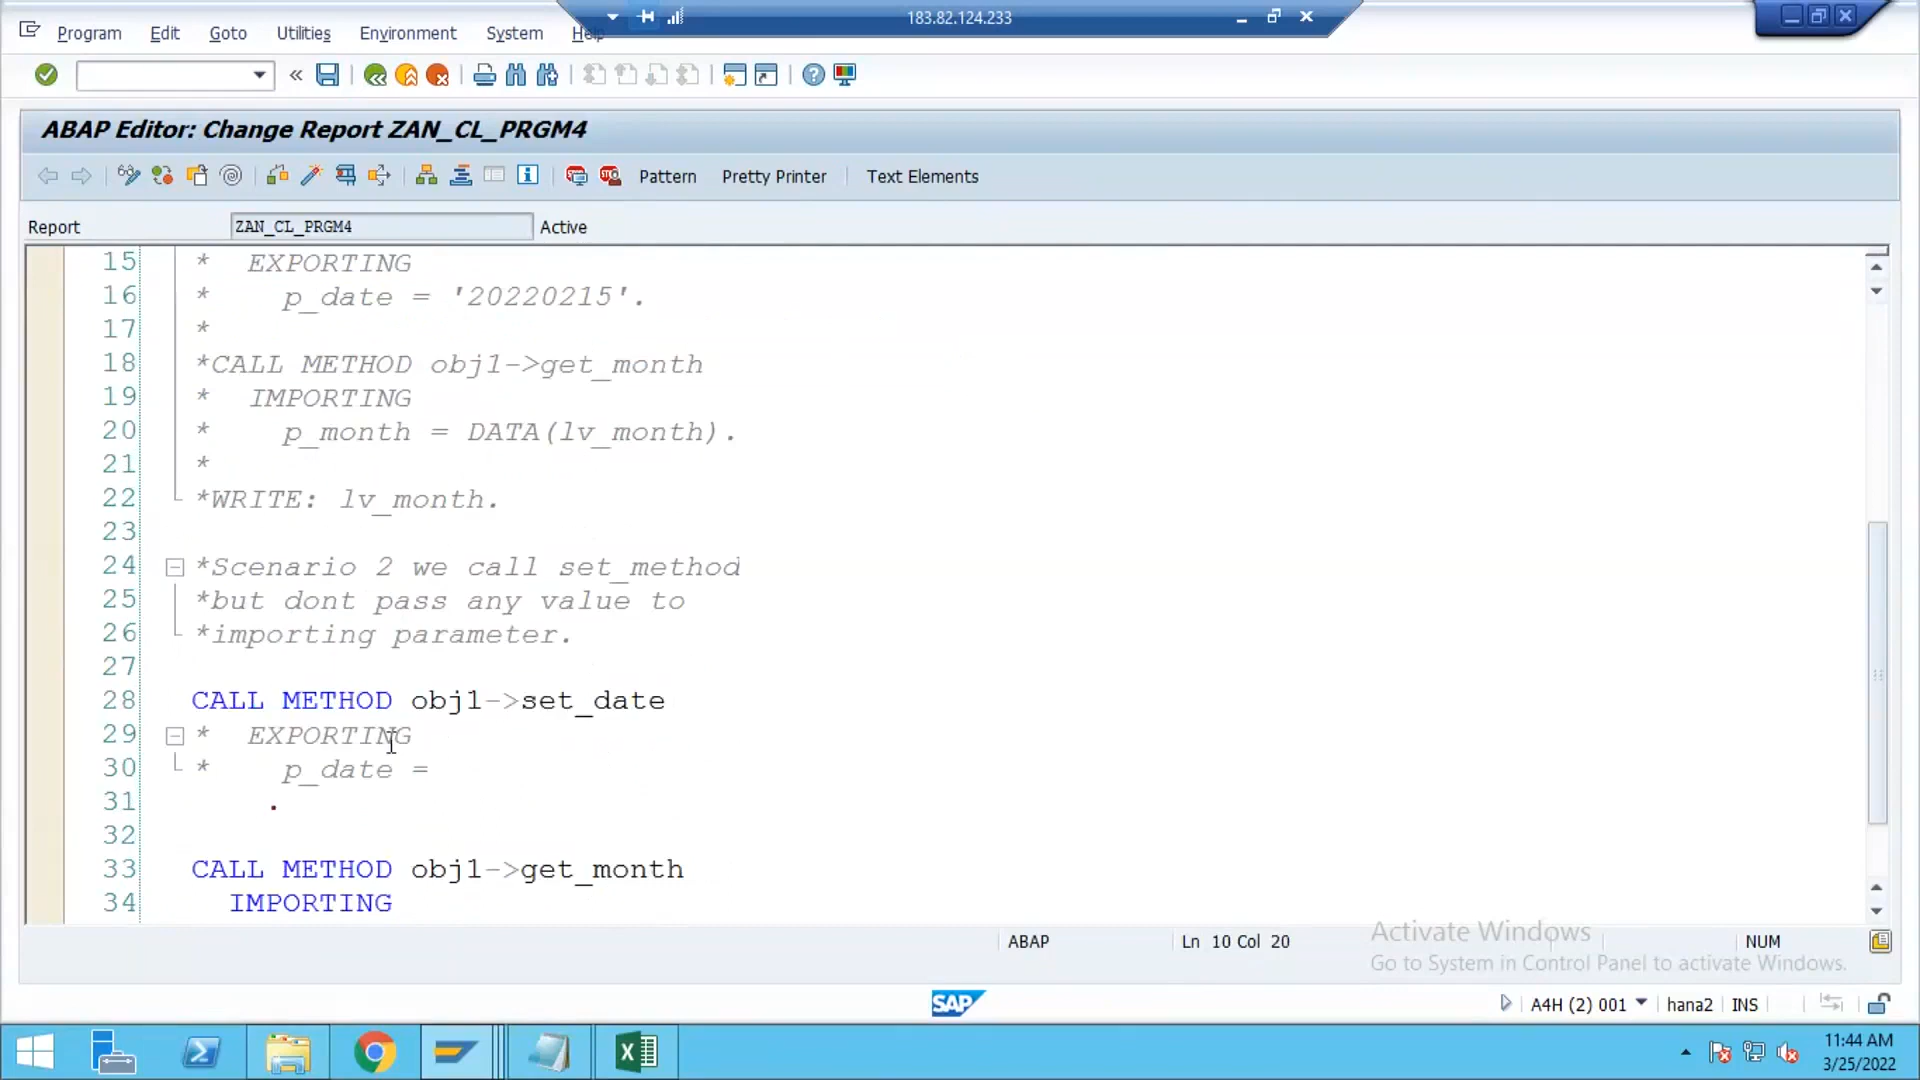 183.82.124.233
Program Edit Goto Utilities Environment System Help
ABAP Editor: Change Report ZAN_CL_PRGM4
Pattern Pretty Printer Text Elements
Report ZAN_CL_PRGM4 Active
15 * EXPORTING
16 * p_date = '20220215'.
17 *
18 *CALL METHOD obj1->get_month
19 * IMPORTING
20 * p_month = DATA(lv_month).
21 *
22 *WRITE: lv_month.
23
24 *Scenario 2 we call set_method
25 *but dont pass any value to
26 *importing parameter.
27
28 CALL METHOD obj1->set_date
29 * EXPORTING
30 * p_date =
31 .
32
33 CALL METHOD obj1->get_month
34 IMPORTING
ABAP Ln 10 Col 20 NUM
Activate Windows
Go to System in Control Panel to activate Windows.
SAP A4H (2) 001 hana2 INS
11:44 AM
3/25/2022